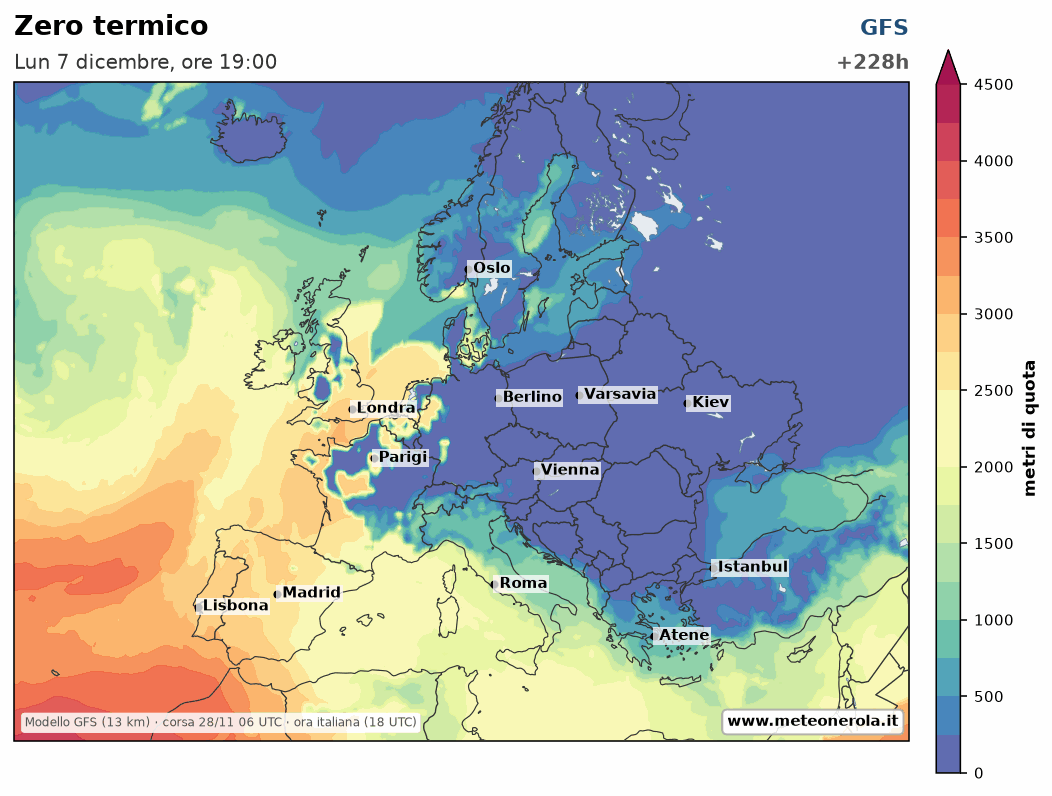 Zero termico
GFS
Lun 7 dicembre, ore 19:00
+228h
4500
4000
3500
3000
2500
2000
1500
1000
500
0
metri di quota
Oslo
Londra
Berlino
Varsavia
Kiev
Parigi
Vienna
Istanbul
Roma
Madrid
Lisbona
Atene
Modello GFS (13 km) · corsa 28/11 06 UTC · ora italiana (18 UTC)
www.meteonerola.it